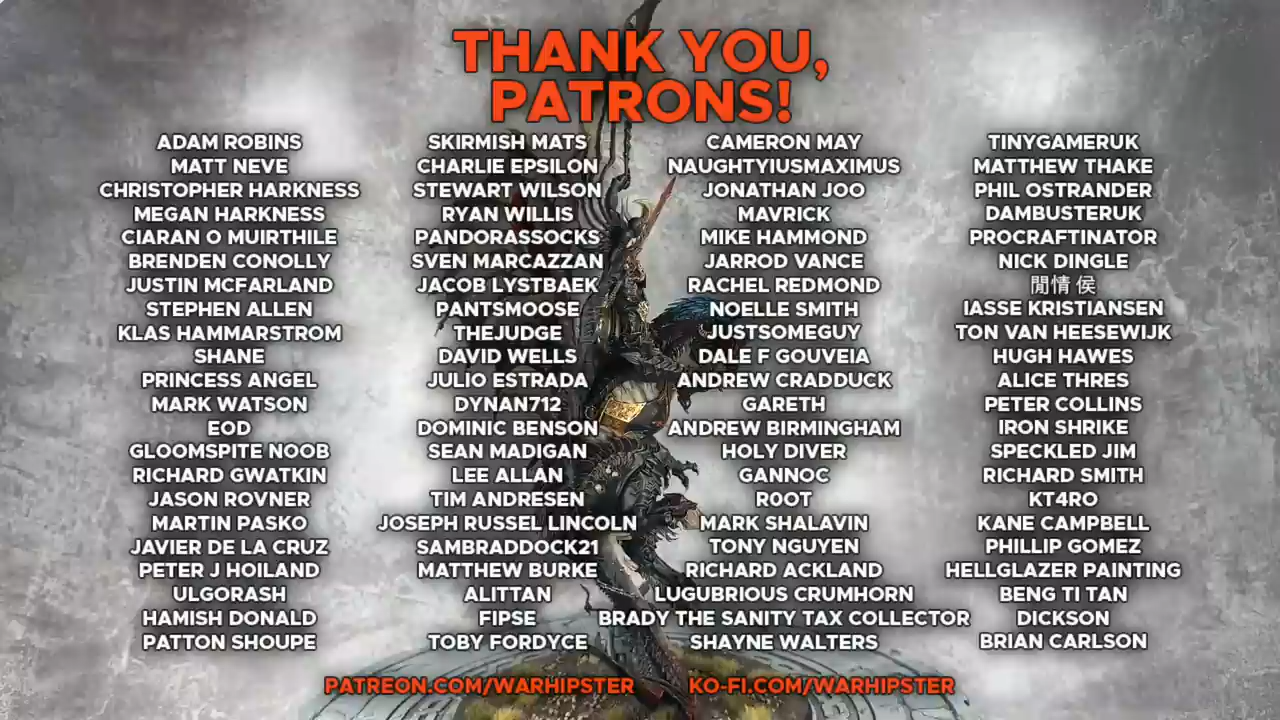 THANK YOU,
PATRONS!
ADAM ROBINS
MATT NEVE
CHRISTOPHER HARKNESS
MEGAN HARKNESS
CIARAN O MUIRTHILE
BRENDEN CONOLLY
JUSTIN MCFARLAND
STEPHEN ALLEN
KLAS HAMMARSTROM
SHANE
PRINCESS ANGEL
MARK WATSON
EOD
GLOOMSPITE NOOB
RICHARD GWATKIN
JASON ROVNER
MARTIN PASKO
JAVIER DE LA CRUZ
PETER J HOILAND
ULGORASH
HAMISH DONALD
PATTON SHOUPE
SKIRMISH MATS
CHARLIE EPSILON
STEWART WILSON
RYAN WILLIS
PANDORASSOCKS
SVEN MARCAZZAN
JACOB LYSTBAEK
PANTSMOOSE
THEJUDGE
DAVID WELLS
JULIO ESTRADA
DYNAN712
DOMINIC BENSON
SEAN MADIGAN
LEE ALLAN
TIM ANDRESEN
JOSEPH RUSSEL LINCOLN
SAMBRADDOCK21
MATTHEW BURKE
ALITTAN
FIPSE
TOBY FORDYCE
CAMERON MAY
NAUGHTYIUSMAXIMUS
JONATHAN JOO
MAVRICK
MIKE HAMMOND
JARROD VANCE
RACHEL REDMOND
NOELLE SMITH
JUSTSOMEGUY
DALE F GOUVEIA
ANDREW CRADDUCK
GARETH
ANDREW BIRMINGHAM
HOLY DIVER
GANNOC
R0OT
MARK SHALAVIN
TONY NGUYEN
RICHARD ACKLAND
LUGUBRIOUS CRUMHORN
BRADY THE SANITY TAX COLLECTOR
SHAYNE WALTERS
TINYGAMERUK
MATTHEW THAKE
PHIL OSTRANDER
DAMBUSTERUK
PROCRAFTINATOR
NICK DINGLE
閒情 侯
IASSE KRISTIANSEN
TON VAN HEESEWIJK
HUGH HAWES
ALICE THRES
PETER COLLINS
IRON SHRIKE
SPECKLED JIM
RICHARD SMITH
KT4RO
KANE CAMPBELL
PHILLIP GOMEZ
HELLGLAZER PAINTING
BENG TI TAN
DICKSON
BRIAN CARLSON
PATREON.COM/WARHIPSTER
KO-FI.COM/WARHIPSTER